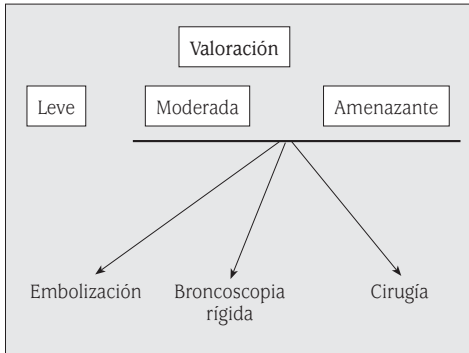 Valoración
Leve Moderada Amenazante
Embolización Broncoscopia Cirugía
rígida